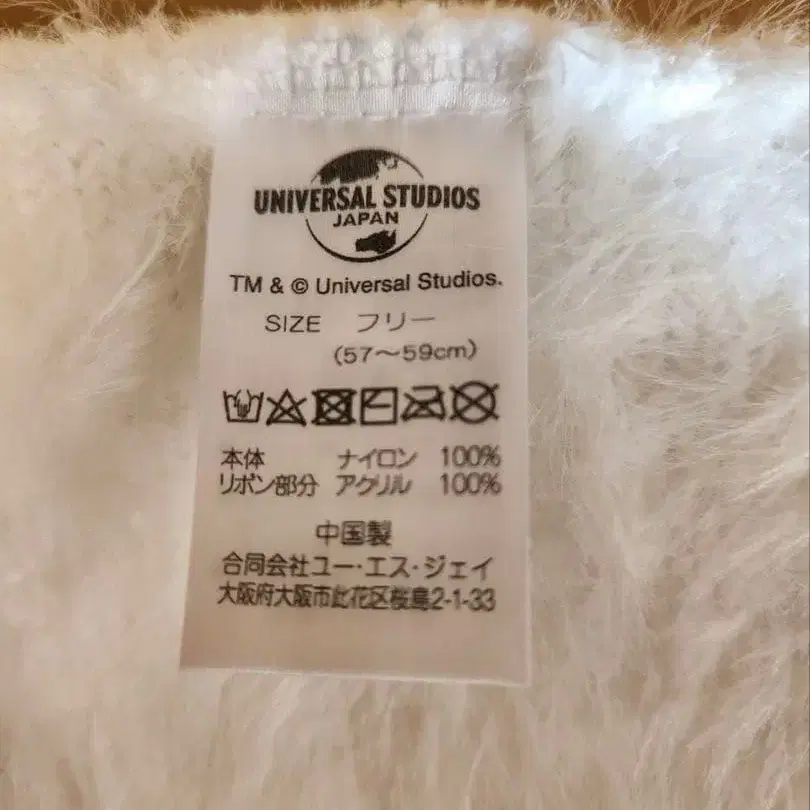 UNIVERSAL STUDIOS
JAPAN
TM & © Universal Studios.
SIZE フリー
(57〜59cm)
本体 ナイロン 100%
リボン部分 アクリル 100%
中国製
合同会社ユー・エス・ジェイ
大阪府大阪市此花区桜島2-1-33